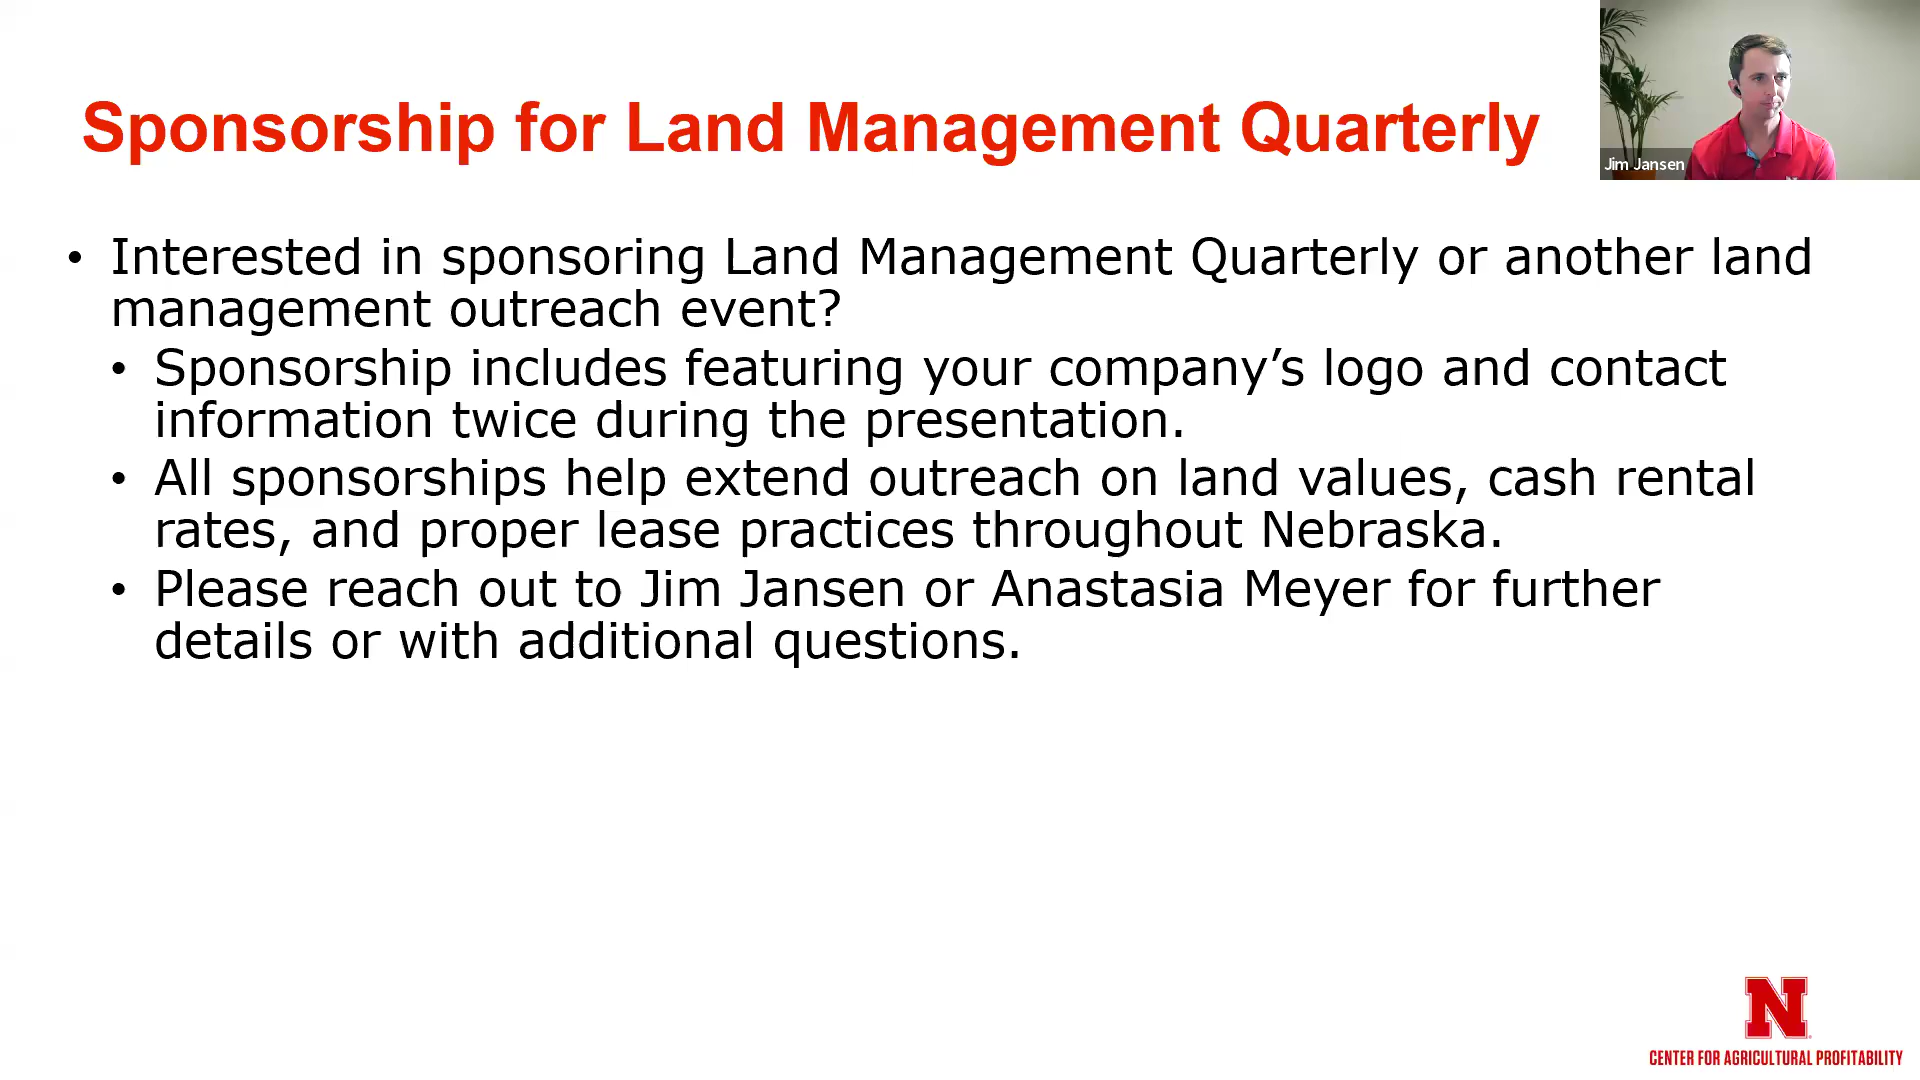 Sponsorship for Land Management Quarterly
Jim Jansen
• Interested in sponsoring Land Management Quarterly or another land
management outreach event?
• Sponsorship includes featuring your company’s logo and contact
information twice during the presentation.
• All sponsorships help extend outreach on land values, cash rental
rates, and proper lease practices throughout Nebraska.
• Please reach out to Jim Jansen or Anastasia Meyer for further
details or with additional questions.
N
CENTER FOR AGRICULTURAL PROFITABILITY